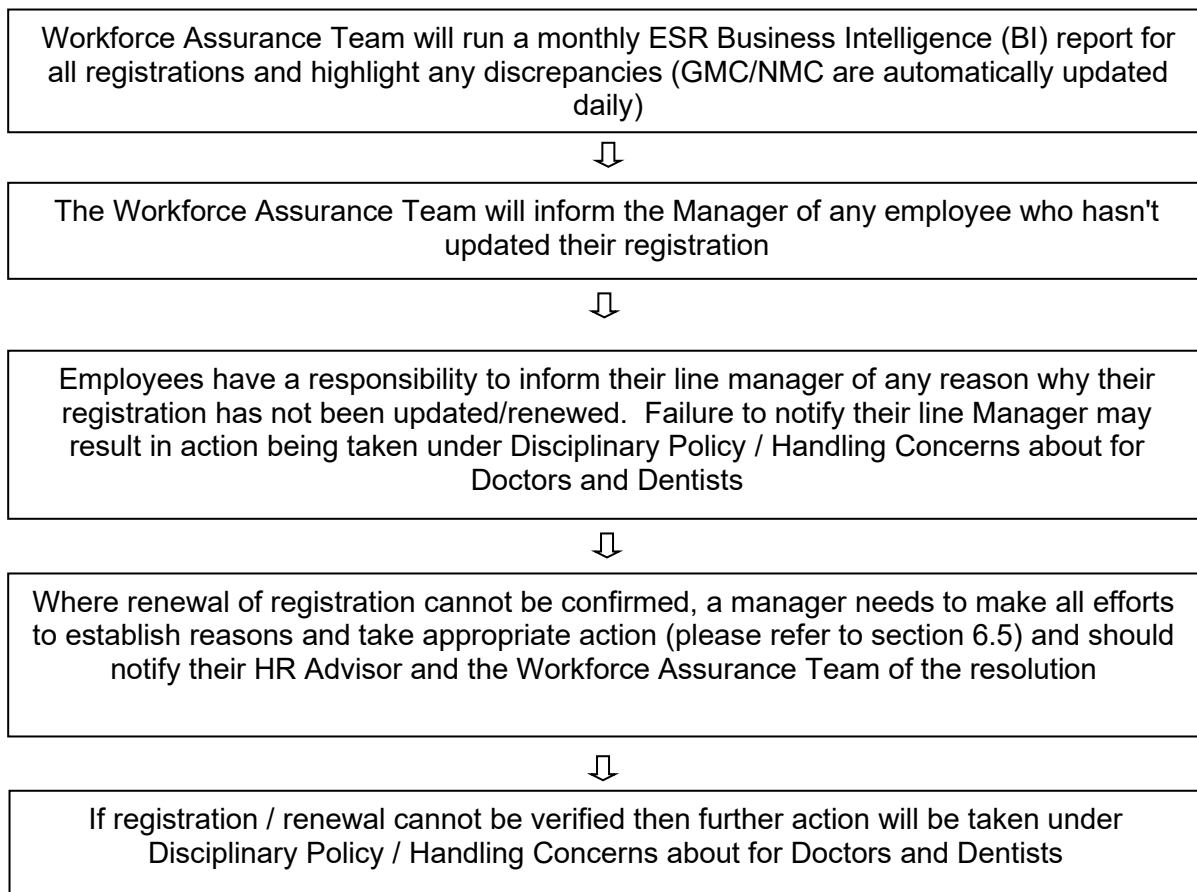 Workforce Assurance Team will run a monthly ESR Business Intelligence (BI) report for
all registrations and highlight any discrepancies (GMC/NMC are automatically updated
daily)
The Workforce Assurance Team will inform the Manager of any employee who hasn't
updated their registration
Employees have a responsibility to inform their line manager of any reason why their
registration has not been updated/renewed.  Failure to notify their line Manager may
result in action being taken under Disciplinary Policy / Handling Concerns about for
Doctors and Dentists
Where renewal of registration cannot be confirmed, a manager needs to make all efforts
to establish reasons and take appropriate action (please refer to section 6.5) and should
notify their HR Advisor and the Workforce Assurance Team of the resolution
If registration / renewal cannot be verified then further action will be taken under
Disciplinary Policy / Handling Concerns about for Doctors and Dentists